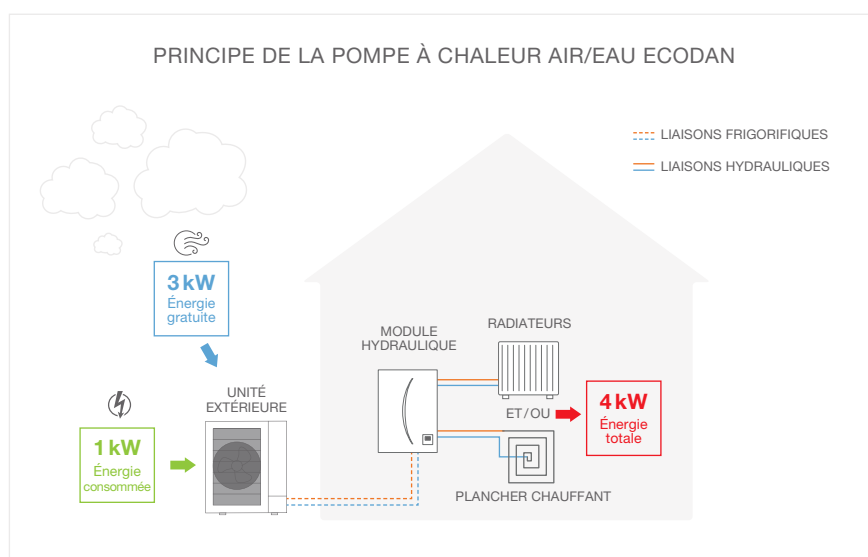 PRINCIPE DE LA POMPE À CHALEUR AIR/EAU ECODAN
LIAISONS FRIGORIFIQUES
LIAISONS HYDRAULIQUES
3 kW
Énergie
gratuite
MODULE
HYDRAULIQUE
RADIATEURS
UNITÉ
EXTÉRIEURE
ET / OU
4 kW
Énergie
totale
1 kW
Énergie
consommée
PLANCHER CHAUFFANT